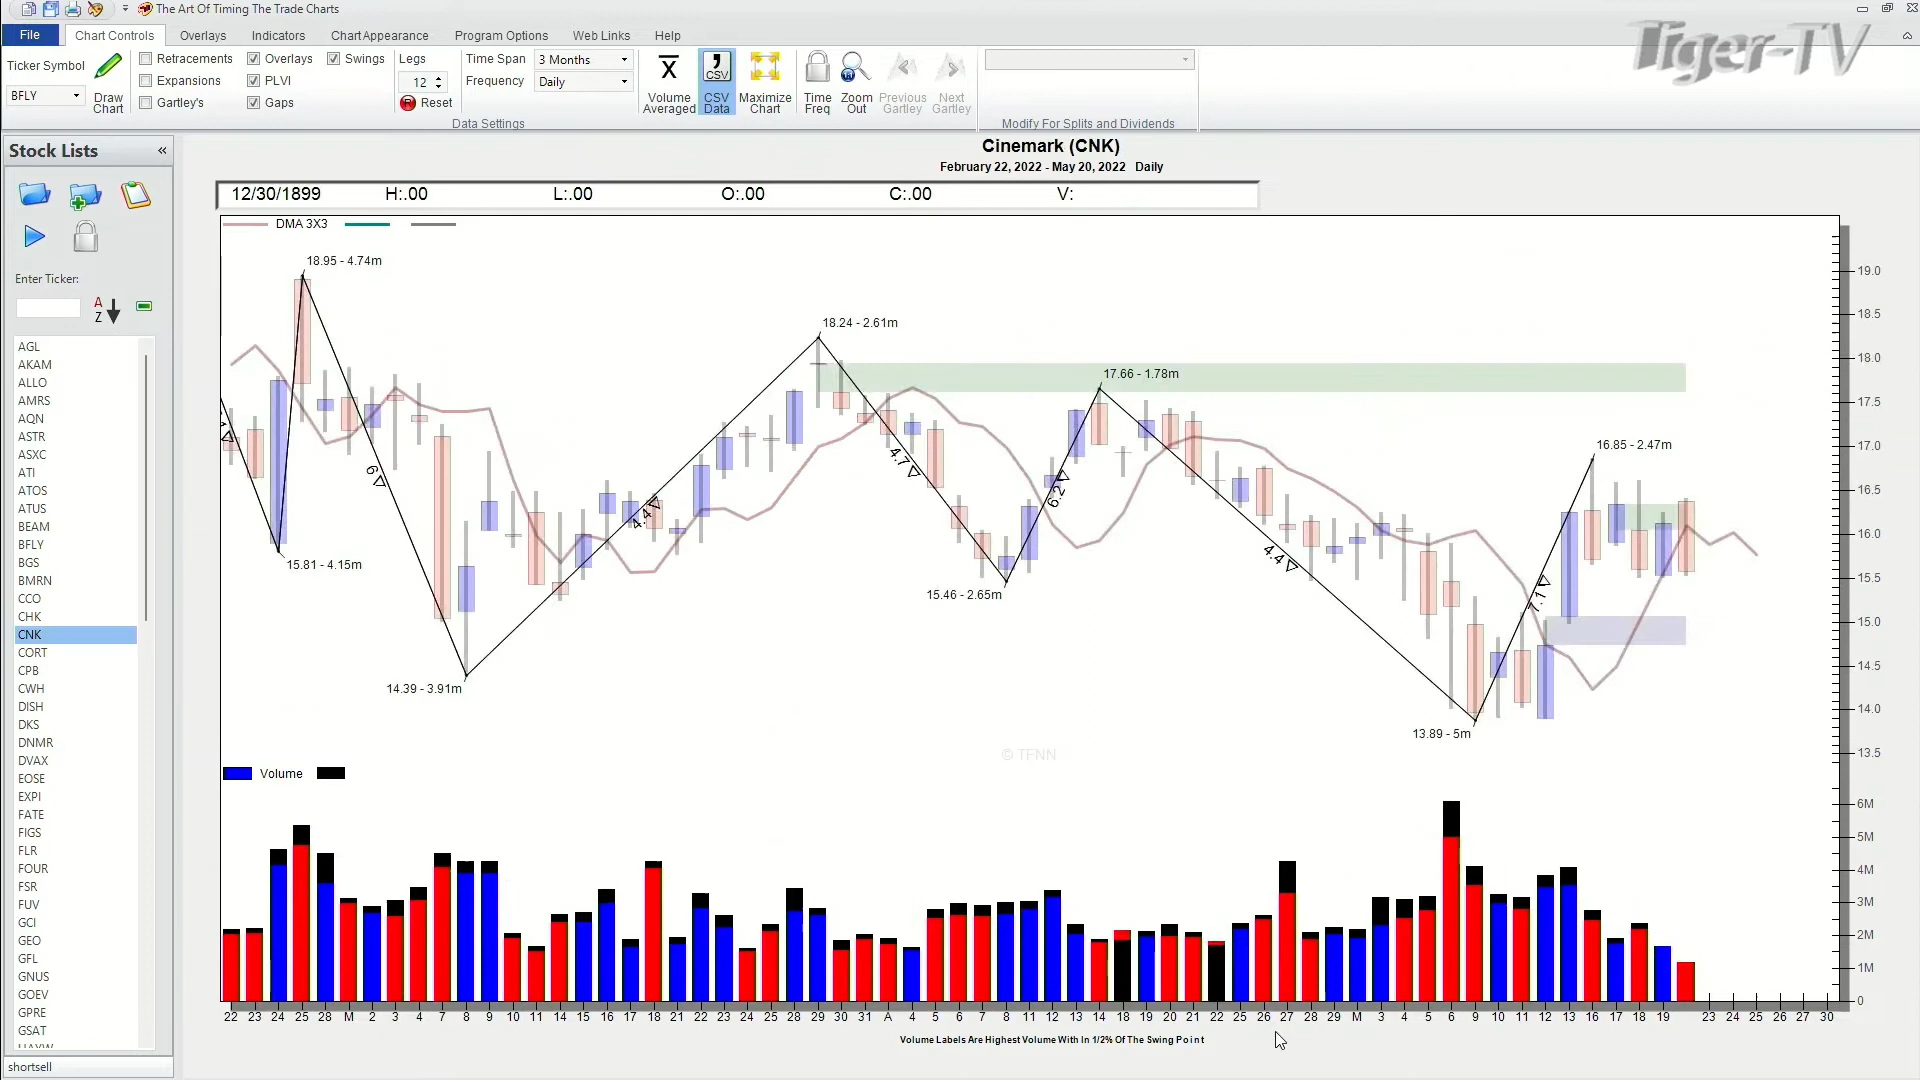 The Art Of Timing The Trade Charts
Tiger-TV
File Chart Controls Overlays Indicators Chart Appearance Program Options Web Links Help
Ticker Symbol
BFLY
Draw Chart
Retracements
Expansions
Gartley's
Overlays
PLVI
Gaps
Swings
Legs
12
Reset
Time Span 3 Months
Frequency Daily
Data Settings
Volume Averaged
CSV
CSV Data
Maximize Chart
Time Freq
Zoom Out
Previous Gartley
Next Gartley
Modify For Splits and Dividends
Stock Lists
Enter Ticker:
A
Z
AGL
AKAM
ALLO
AMRS
AQN
ASTR
ASXC
ATI
ATOS
ATUS
BEAM
BFLY
BGS
BMRN
CCO
CHK
CNK
CORT
CPB
CWH
DISH
DKS
DNMR
DVAX
EOSE
EXPI
FATE
FIGS
FLR
FOUR
FSR
FUV
GCI
GEO
GFL
GNUS
GOEV
GPRE
GSAT
shortsell
Cinemark (CNK)
February 22, 2022 - May 20, 2022 Daily
12/30/1899 H:.00 L:.00 O:.00 C:.00 V:
DMA 3X3
18.95 - 4.74m
18.24 - 2.61m
17.66 - 1.78m
16.85 - 2.47m
6
4.7
6.2
4.4
4.4
7.1
15.81 - 4.15m
15.46 - 2.65m
14.39 - 3.91m
13.89 - 5m
© TFNN
19.0
18.5
18.0
17.5
17.0
16.5
16.0
15.5
15.0
14.5
14.0
13.5
Volume
6M
5M
4M
3M
2M
1M
0
22 23 24 25 28 M 2 3 4 7 8 9 10 11 14 15 16 17 18 21 22 23 24 25 28 29 30 31 A 4 5 6 7 8 11 12 13 14 18 19 20 21 22 25 26 27 28 29 M 3 4 5 6 9 10 11 12 13 16 17 18 19 23 24 25 26 27 30
Volume Labels Are Highest Volume With In 1/2% Of The Swing Point